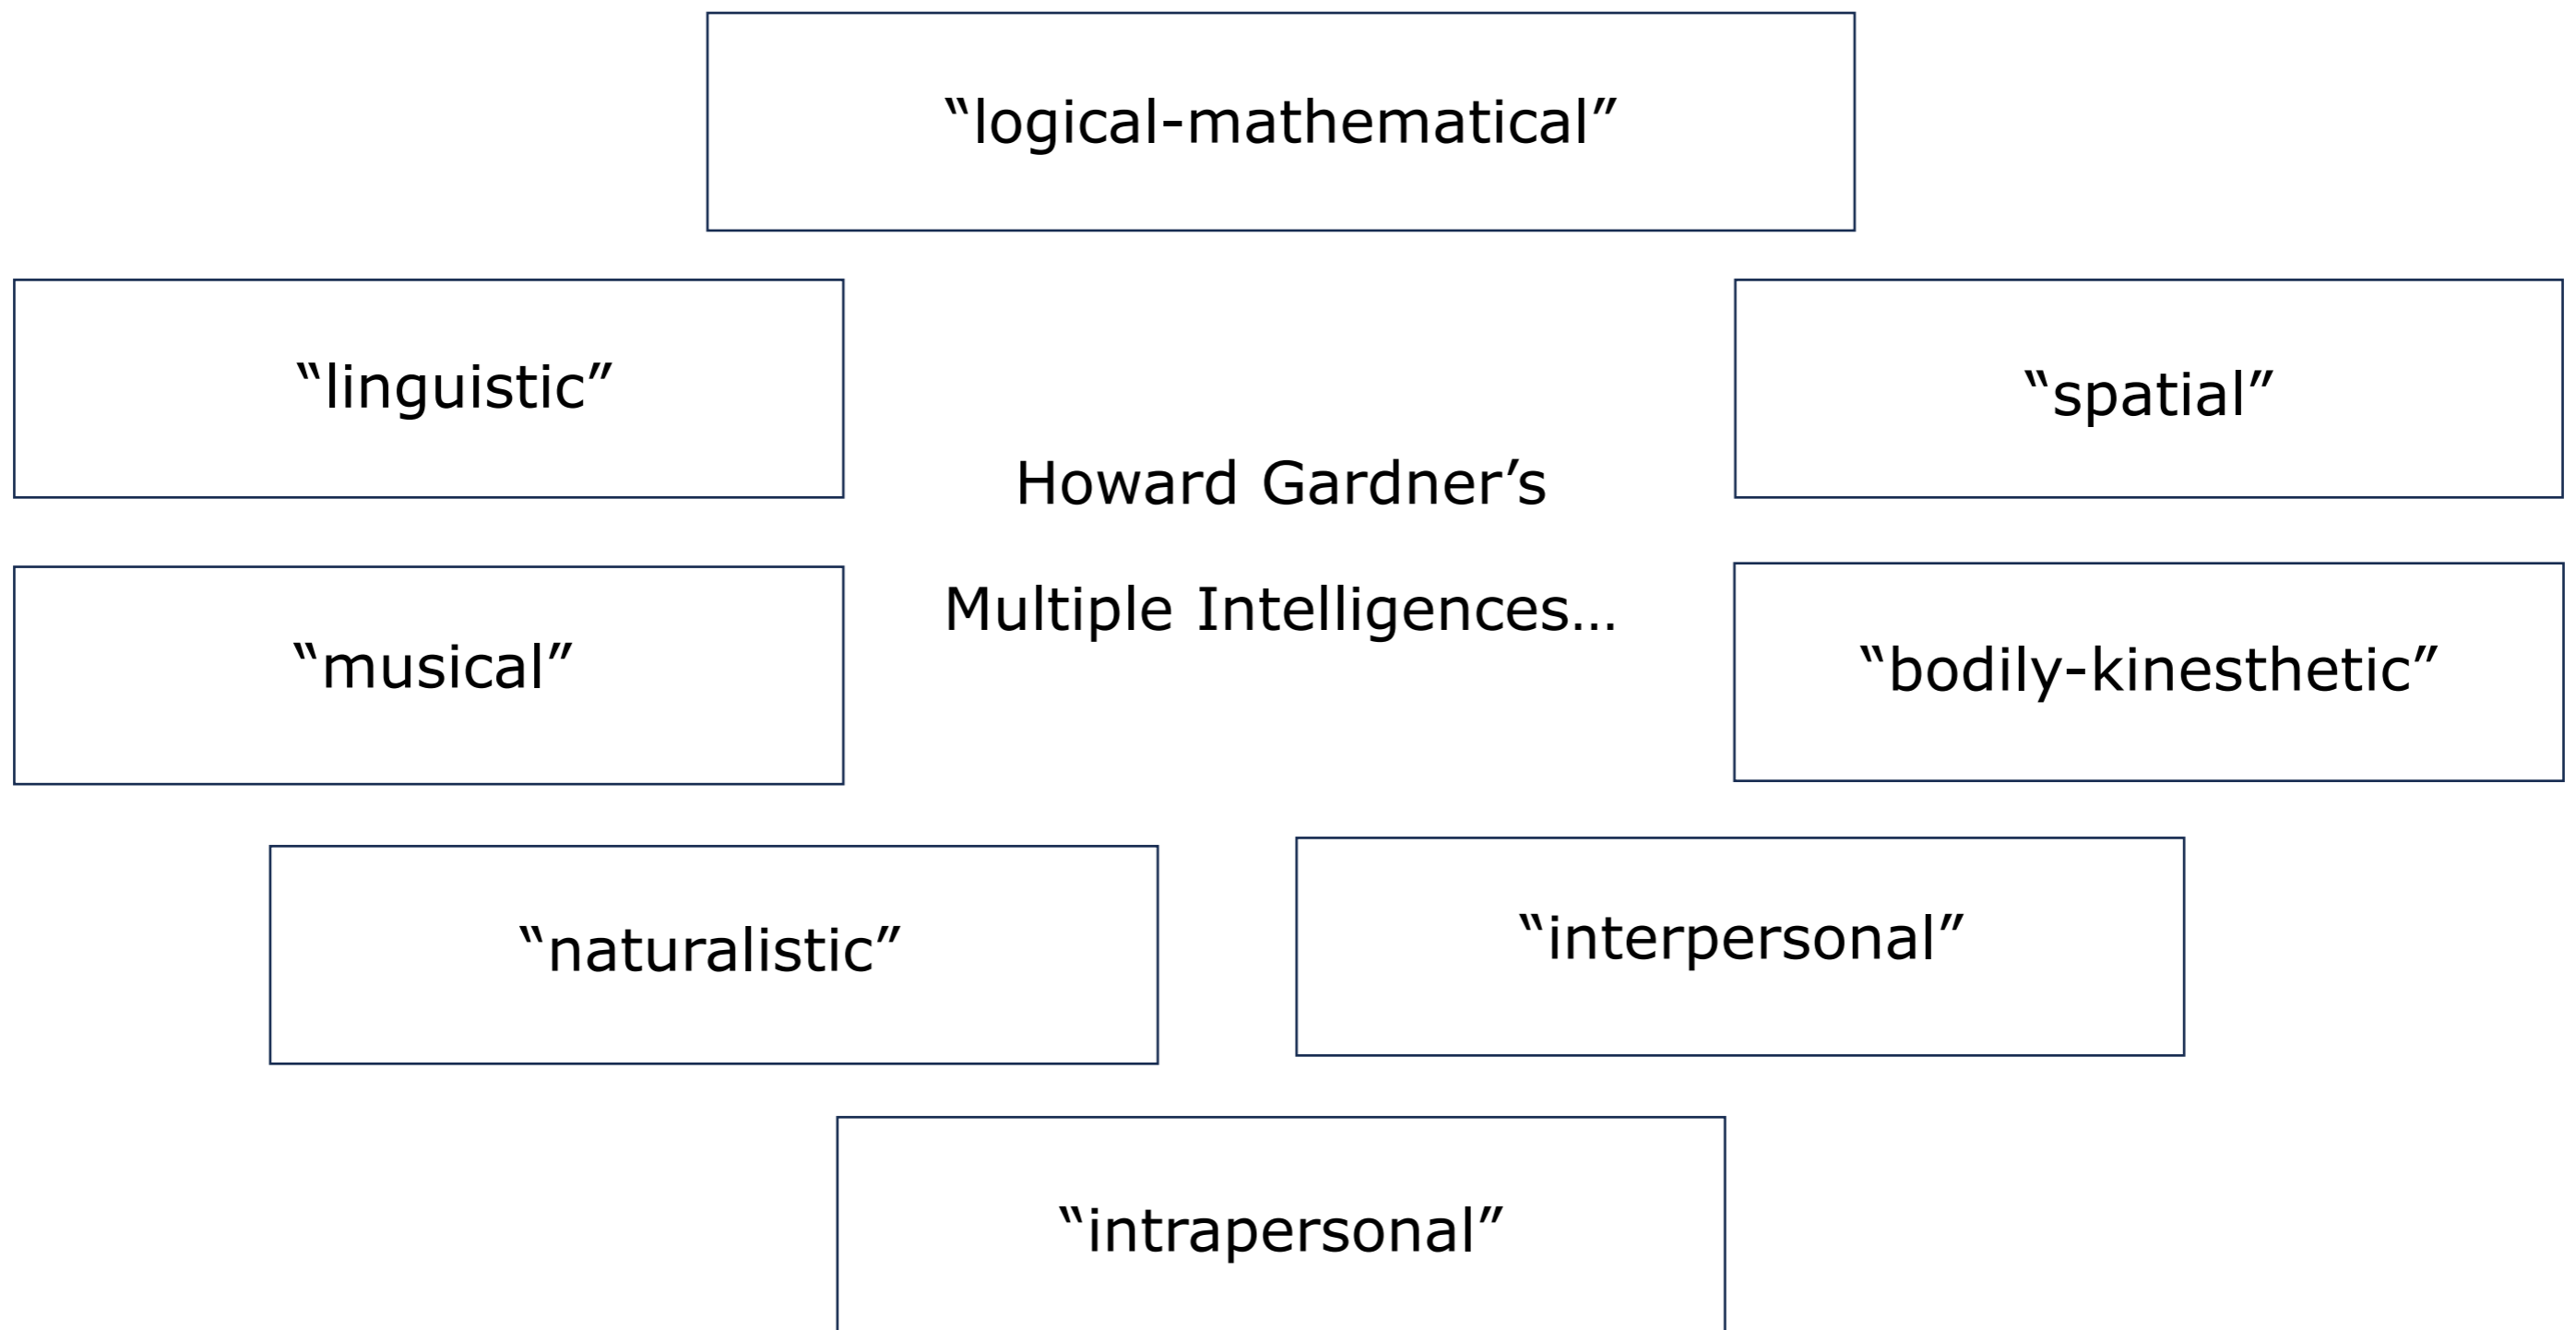 “logical-mathematical”
“linguistic”
“spatial”
Howard Gardner’s
Multiple Intelligences…
“musical”
“bodily-kinesthetic”
“naturalistic”
“interpersonal”
“intrapersonal”